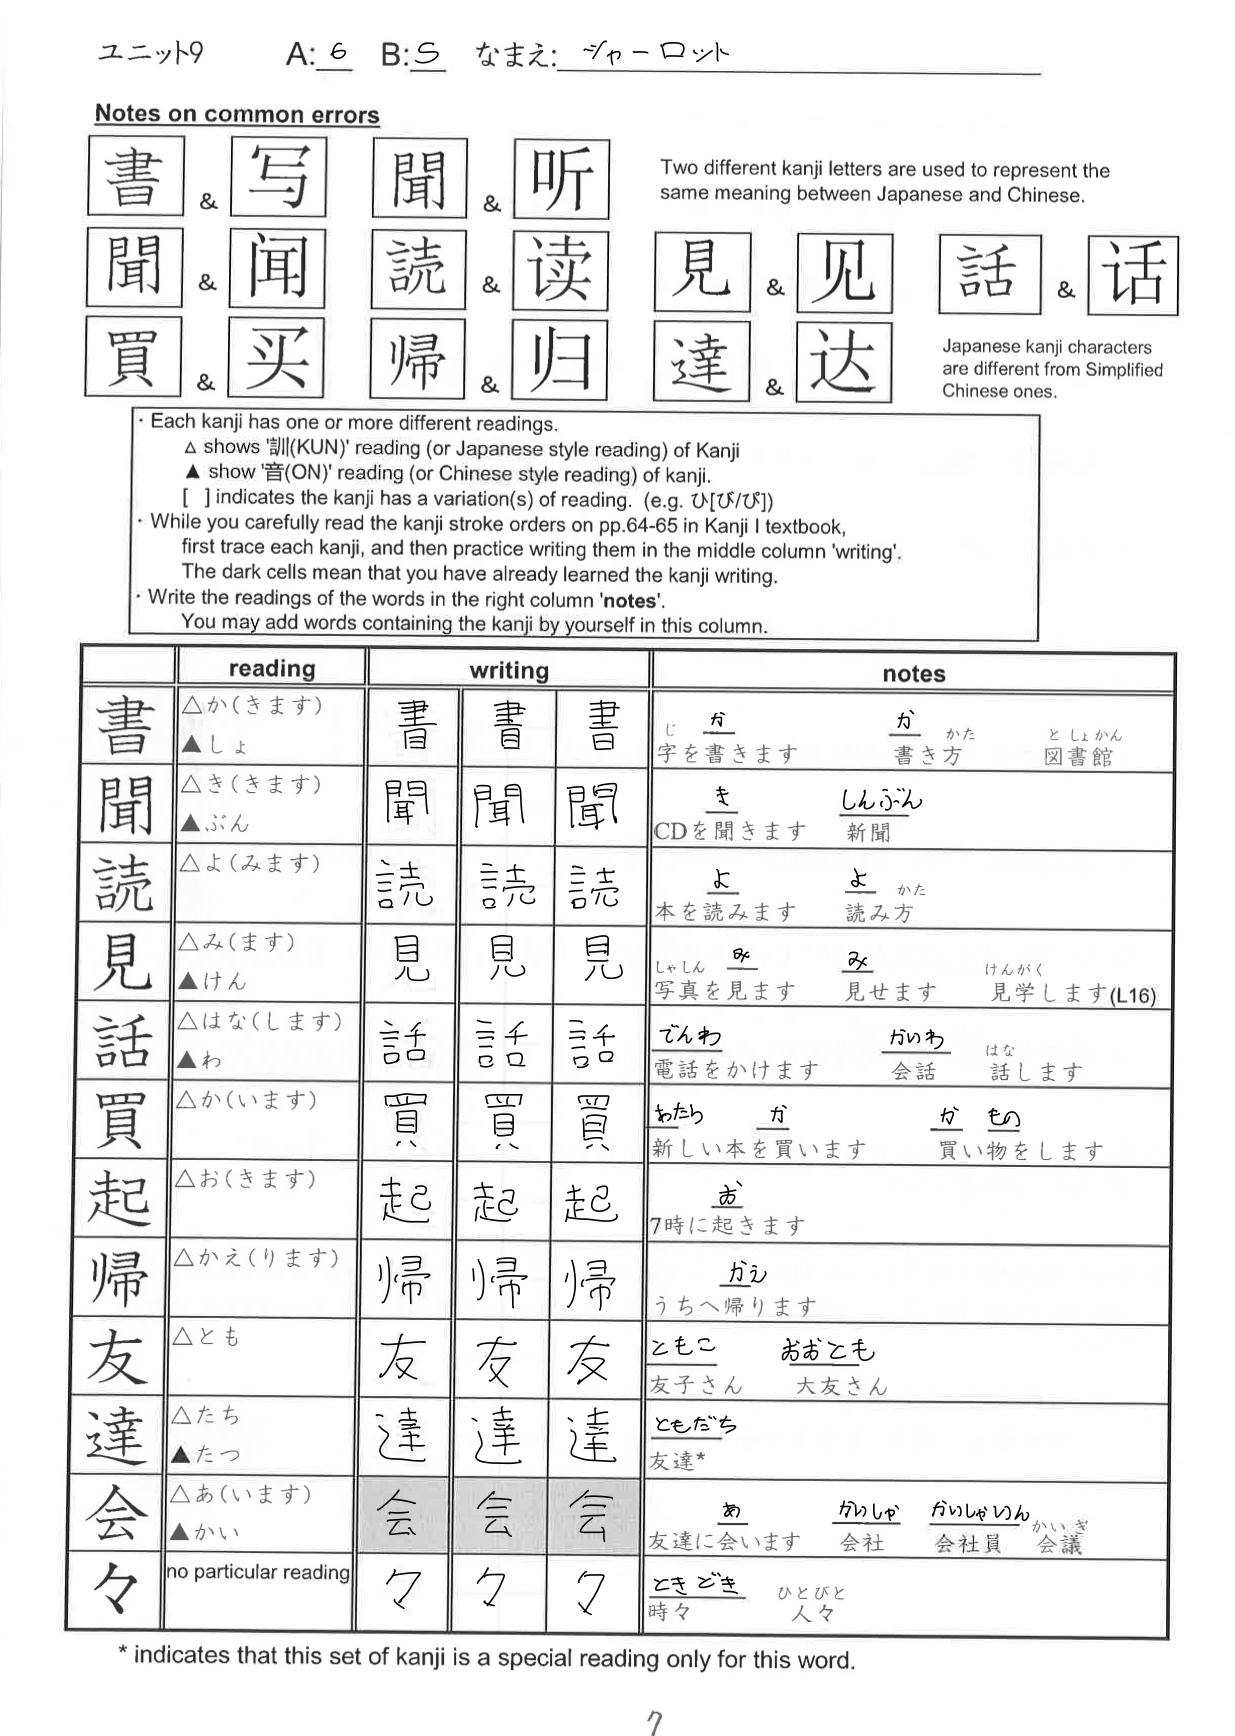 ユニット9 A: 6 B: S なまえ: シャーロット
Notes on common errors
書 & 写 聞 & 听
Two different kanji letters are used to represent the
same meaning between Japanese and Chinese.
聞 & 闻 読 & 读 見 & 见 話 & 话
買 & 买 帰 & 归 達 & 达
Japanese kanji characters
are different from Simplified
Chinese ones.
・Each kanji has one or more different readings.
△ shows '訓(KUN)' reading (or Japanese style reading) of Kanji
▲ show '音(ON)' reading (or Chinese style reading) of kanji.
[ ] indicates the kanji has a variation(s) of reading. (e.g. ひ[び/ぴ])
・While you carefully read the kanji stroke orders on pp.64-65 in Kanji I textbook,
first trace each kanji, and then practice writing them in the middle column 'writing'.
The dark cells mean that you have already learned the kanji writing.
・Write the readings of the words in the right column 'notes'.
You may add words containing the kanji by yourself in this column.
reading writing notes
書 △か(きます) 書 書 書
▲しょ
じ か か かた と しょかん
字を書きます 書き方 図書館
聞 △き(きます) 聞 聞 聞
▲ぶん
き しんぶん
CDを聞きます 新聞
読 △よ(みます) 読 読 読
よ よ かた
本を読みます 読み方
見 △み(ます) 見 見 見
▲けん
しゃしん み み けんがく
写真を見ます 見せます 見学します(L16)
話 △はな(します) 話 話 話
▲わ
でんわ かいわ はな
電話をかけます 会話 話します
買 △か(います) 買 買 買
あたら か か もの
新しい本を買います 買い物をします
起 △お(きます) 起 起 起
お
7時に起きます
帰 △かえ(ります) 帰 帰 帰
かえ
うちへ帰ります
友 △とも 友 友 友
ともこ おおとも
友子さん 大友さん
達 △たち 達 達 達
▲たつ
ともだち
友達*
会 △あ(います) 会 会 会
▲かい
あ かいしゃ かいしゃいん かいぎ
友達に会います 会社 会社員 会議
々 no particular reading 々 々 々
ときどき ひとびと
時々 人々
* indicates that this set of kanji is a special reading only for this word.
7